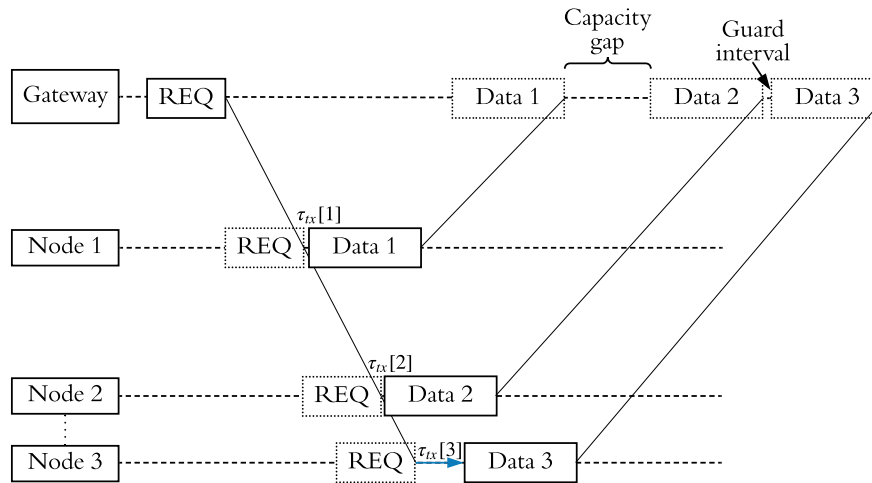 Capacity
gap
Guard
interval
Gateway REQ Data 1 Data 2 Data 3
τtx[1]
Node 1 REQ Data 1
τtx[2]
Node 2 REQ Data 2
Node 3 REQ τtx[3] Data 3